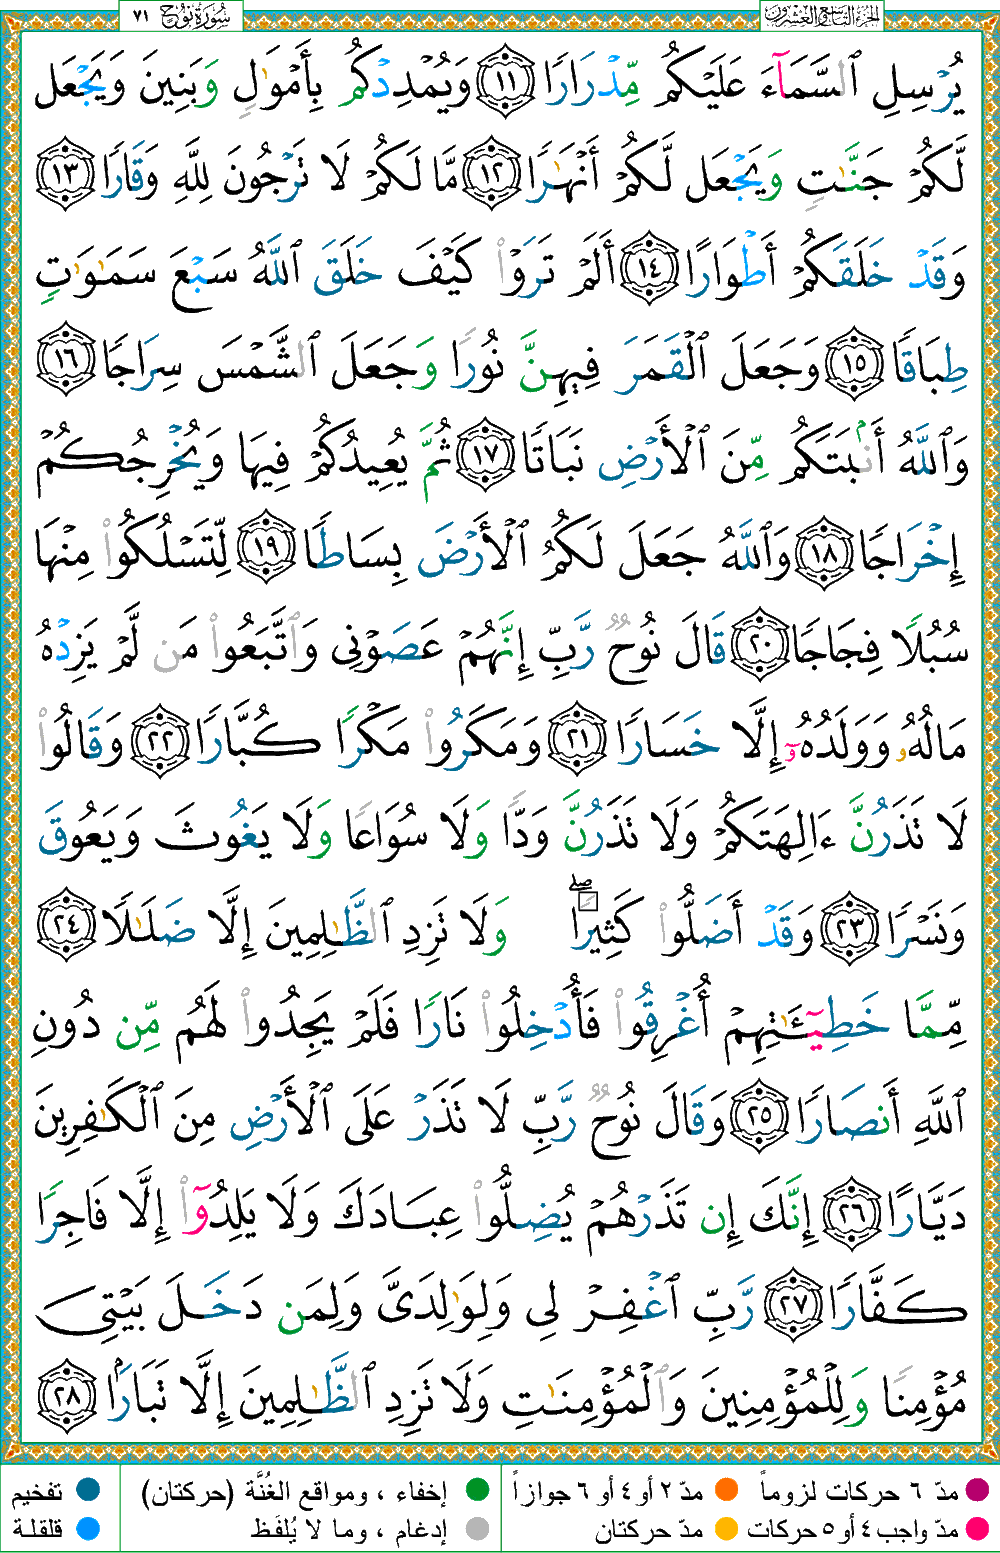 الجزء التاسع والعشرون
سُورَةُ نُوح ٧١
يُرْسِلِ ٱلسَّمَآءَ عَلَيْكُم مِّدْرَارًا ١١ وَيُمْدِدْكُم بِأَمْوَٰلٍ وَبَنِينَ وَيَجْعَل
لَّكُمْ جَنَّٰتٍ وَيَجْعَل لَّكُمْ أَنْهَٰرًا ١٢ مَّا لَكُمْ لَا تَرْجُونَ لِلَّهِ وَقَارًا ١٣
وَقَدْ خَلَقَكُمْ أَطْوَارًا ١٤ أَلَمْ تَرَوْا۟ كَيْفَ خَلَقَ ٱللَّهُ سَبْعَ سَمَٰوَٰتٍ
طِبَاقًا ١٥ وَجَعَلَ ٱلْقَمَرَ فِيهِنَّ نُورًا وَجَعَلَ ٱلشَّمْسَ سِرَاجًا ١٦
وَٱللَّهُ أَنۢبَتَكُم مِّنَ ٱلْأَرْضِ نَبَاتًا ١٧ ثُمَّ يُعِيدُكُمْ فِيهَا وَيُخْرِجُكُمْ
إِخْرَاجًا ١٨ وَٱللَّهُ جَعَلَ لَكُمُ ٱلْأَرْضَ بِسَاطًا ١٩ لِّتَسْلُكُوا۟ مِنْهَا
سُبُلًا فِجَاجًا ٢٠ قَالَ نُوحٌ رَّبِّ إِنَّهُمْ عَصَوْنِى وَٱتَّبَعُوا۟ مَن لَّمْ يَزِدْهُ
مَالُهُۥ وَوَلَدُهُۥٓ إِلَّا خَسَارًا ٢١ وَمَكَرُوا۟ مَكْرًا كُبَّارًا ٢٢ وَقَالُوا۟
لَا تَذَرُنَّ ءَالِهَتَكُمْ وَلَا تَذَرُنَّ وَدًّا وَلَا سُوَاعًا وَلَا يَغُوثَ وَيَعُوقَ
وَنَسْرًا ٢٣ وَقَدْ أَضَلُّوا۟ كَثِيرًا ۖ وَلَا تَزِدِ ٱلظَّٰلِمِينَ إِلَّا ضَلَٰلًا ٢٤
مِّمَّا خَطِيٓـَٰٔتِهِمْ أُغْرِقُوا۟ فَأُدْخِلُوا۟ نَارًا فَلَمْ يَجِدُوا۟ لَهُم مِّن دُونِ
ٱللَّهِ أَنصَارًا ٢٥ وَقَالَ نُوحٌ رَّبِّ لَا تَذَرْ عَلَى ٱلْأَرْضِ مِنَ ٱلْكَٰفِرِينَ
دَيَّارًا ٢٦ إِنَّكَ إِن تَذَرْهُمْ يُضِلُّوا۟ عِبَادَكَ وَلَا يَلِدُوٓا۟ إِلَّا فَاجِرًا
كَفَّارًا ٢٧ رَّبِّ ٱغْفِرْ لِى وَلِوَٰلِدَىَّ وَلِمَن دَخَلَ بَيْتِىَ
مُؤْمِنًا وَلِلْمُؤْمِنِينَ وَٱلْمُؤْمِنَٰتِ وَلَا تَزِدِ ٱلظَّٰلِمِينَ إِلَّا تَبَارًۢا ٢٨
مدّ ٦ حركات لزوماً مدّ ٢ أو ٤ أو ٦ جوازاً إخفاء ، ومواقع الغُنَّة (حركتان) تفخيم
مدّ واجب ٤ أو ٥ حركات مدّ حركتان إدغام ، وما لا يُلفَظ قلقلة